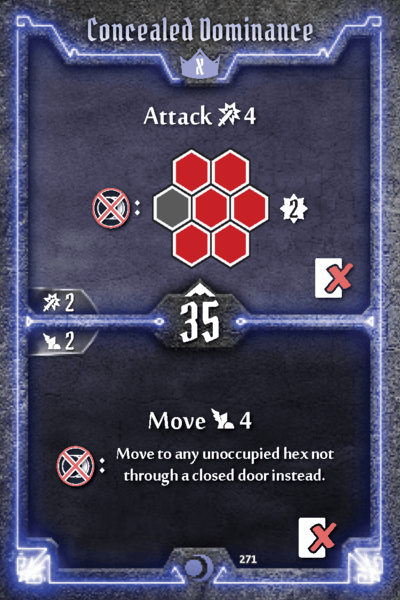 Concealed Dominance
X
Attack 4
:
2
2
35
2
Move 4
: Move to any unoccupied hex not
through a closed door instead.
271